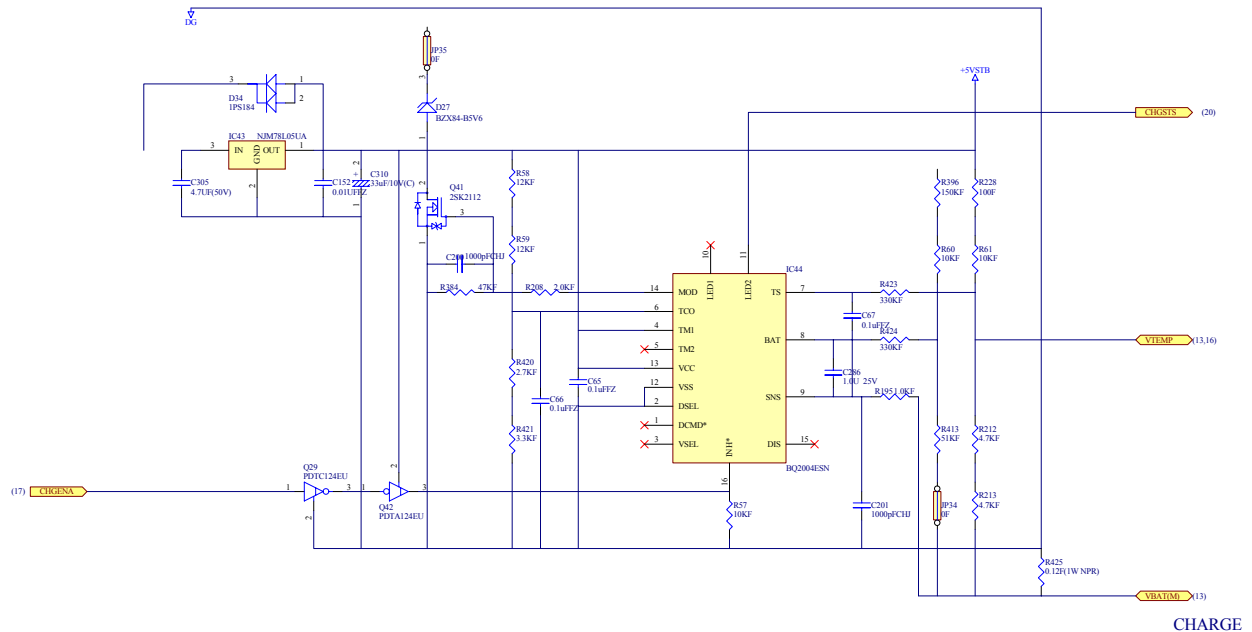 DG
JP35
0F
3
+5VSTB
3
1
2
D34
1PS184
D27
BZX84-B5V6
1
CHGSTS
(20)
IC43
NJM78L05UA
3
IN
OUT
1
GND
2
C305
4.7UF(50V)
C152
0.01UFFZ
2
+
C310
33uF/10V(C)
1
2
Q41
2SK2112
3
1
R58
12KF
R59
12KF
R396
150KF
R228
100F
R60
10KF
R61
10KF
1000pFCHJ
R384
47KF
R208
2.0KF
10
11
IC44
LED1
LED2
14
MOD
TS
7
R423
330KF
6
TCO
C67
0.1uFFZ
4
TM1
R424
330KF
BAT
8
VTEMP
(13,16)
5
TM2
R420
2.7KF
13
VCC
C286
1.0U 25V
C65
0.1uFFZ
12
VSS
C66
0.1uFFZ
2
DSEL
SNS
9
R195
1.0KF
1
DCMD*
R421
3.3KF
3
VSEL
INH*
DIS
15
R413
51KF
R212
4.7KF
BQ2004ESN
16
Q29
PDTC124EU
2
(17)
CHGENA
1
3
1
3
Q42
PDTA124EU
2
R57
10KF
C201
1000pFCHJ
JP34
0F
R213
4.7KF
R425
0.12F(1W NPR)
VBAT(M)
(13)
CHARGE